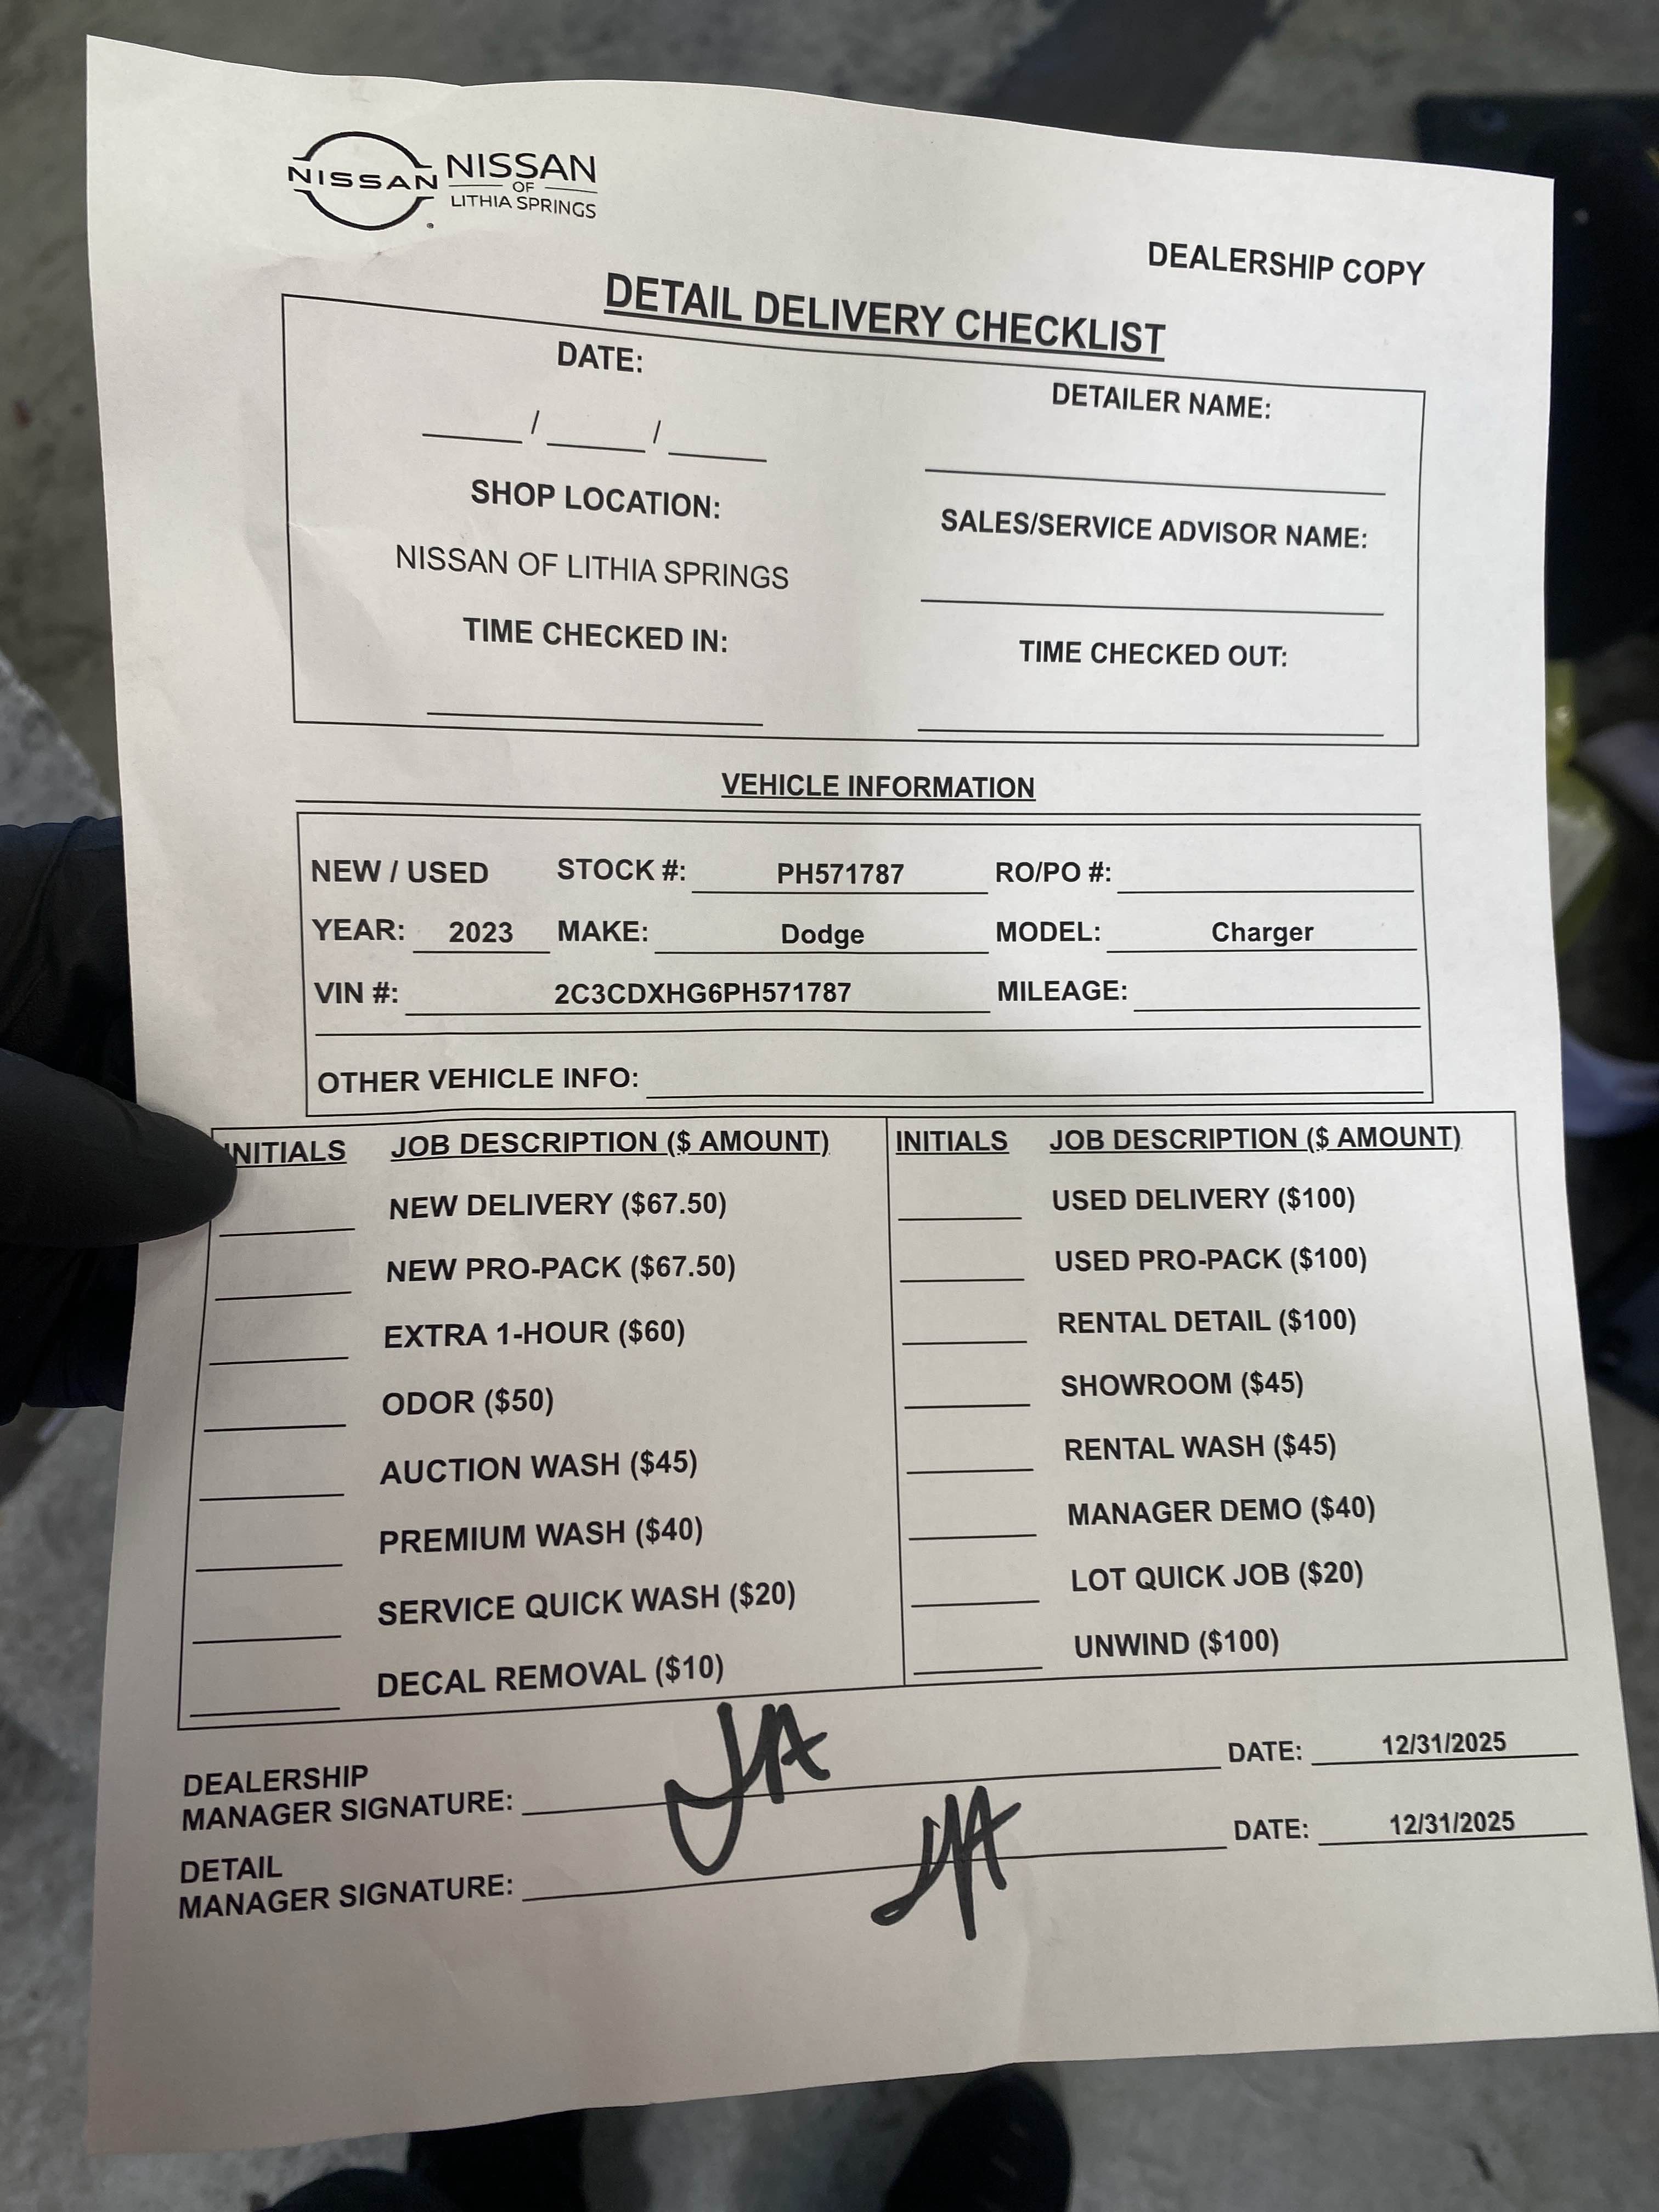 NISSAN
NISSAN
OF
LITHIA SPRINGS
DEALERSHIP COPY
DETAIL DELIVERY CHECKLIST
DATE:
DETAILER NAME:
____ / ____ / ____
SHOP LOCATION:
SALES/SERVICE ADVISOR NAME:
NISSAN OF LITHIA SPRINGS
TIME CHECKED IN:
TIME CHECKED OUT:
VEHICLE INFORMATION
NEW / USED STOCK #: PH571787 RO/PO #:
YEAR: 2023 MAKE: Dodge MODEL: Charger
VIN #: 2C3CDXHG6PH571787 MILEAGE:
OTHER VEHICLE INFO:
INITIALS JOB DESCRIPTION ($ AMOUNT)
NEW DELIVERY ($67.50)
NEW PRO-PACK ($67.50)
EXTRA 1-HOUR ($60)
ODOR ($50)
AUCTION WASH ($45)
PREMIUM WASH ($40)
SERVICE QUICK WASH ($20)
DECAL REMOVAL ($10)
INITIALS JOB DESCRIPTION ($ AMOUNT)
USED DELIVERY ($100)
USED PRO-PACK ($100)
RENTAL DETAIL ($100)
SHOWROOM ($45)
RENTAL WASH ($45)
MANAGER DEMO ($40)
LOT QUICK JOB ($20)
UNWIND ($100)
DEALERSHIP
MANAGER SIGNATURE: JA DATE: 12/31/2025
DETAIL
MANAGER SIGNATURE: DATE: 12/31/2025